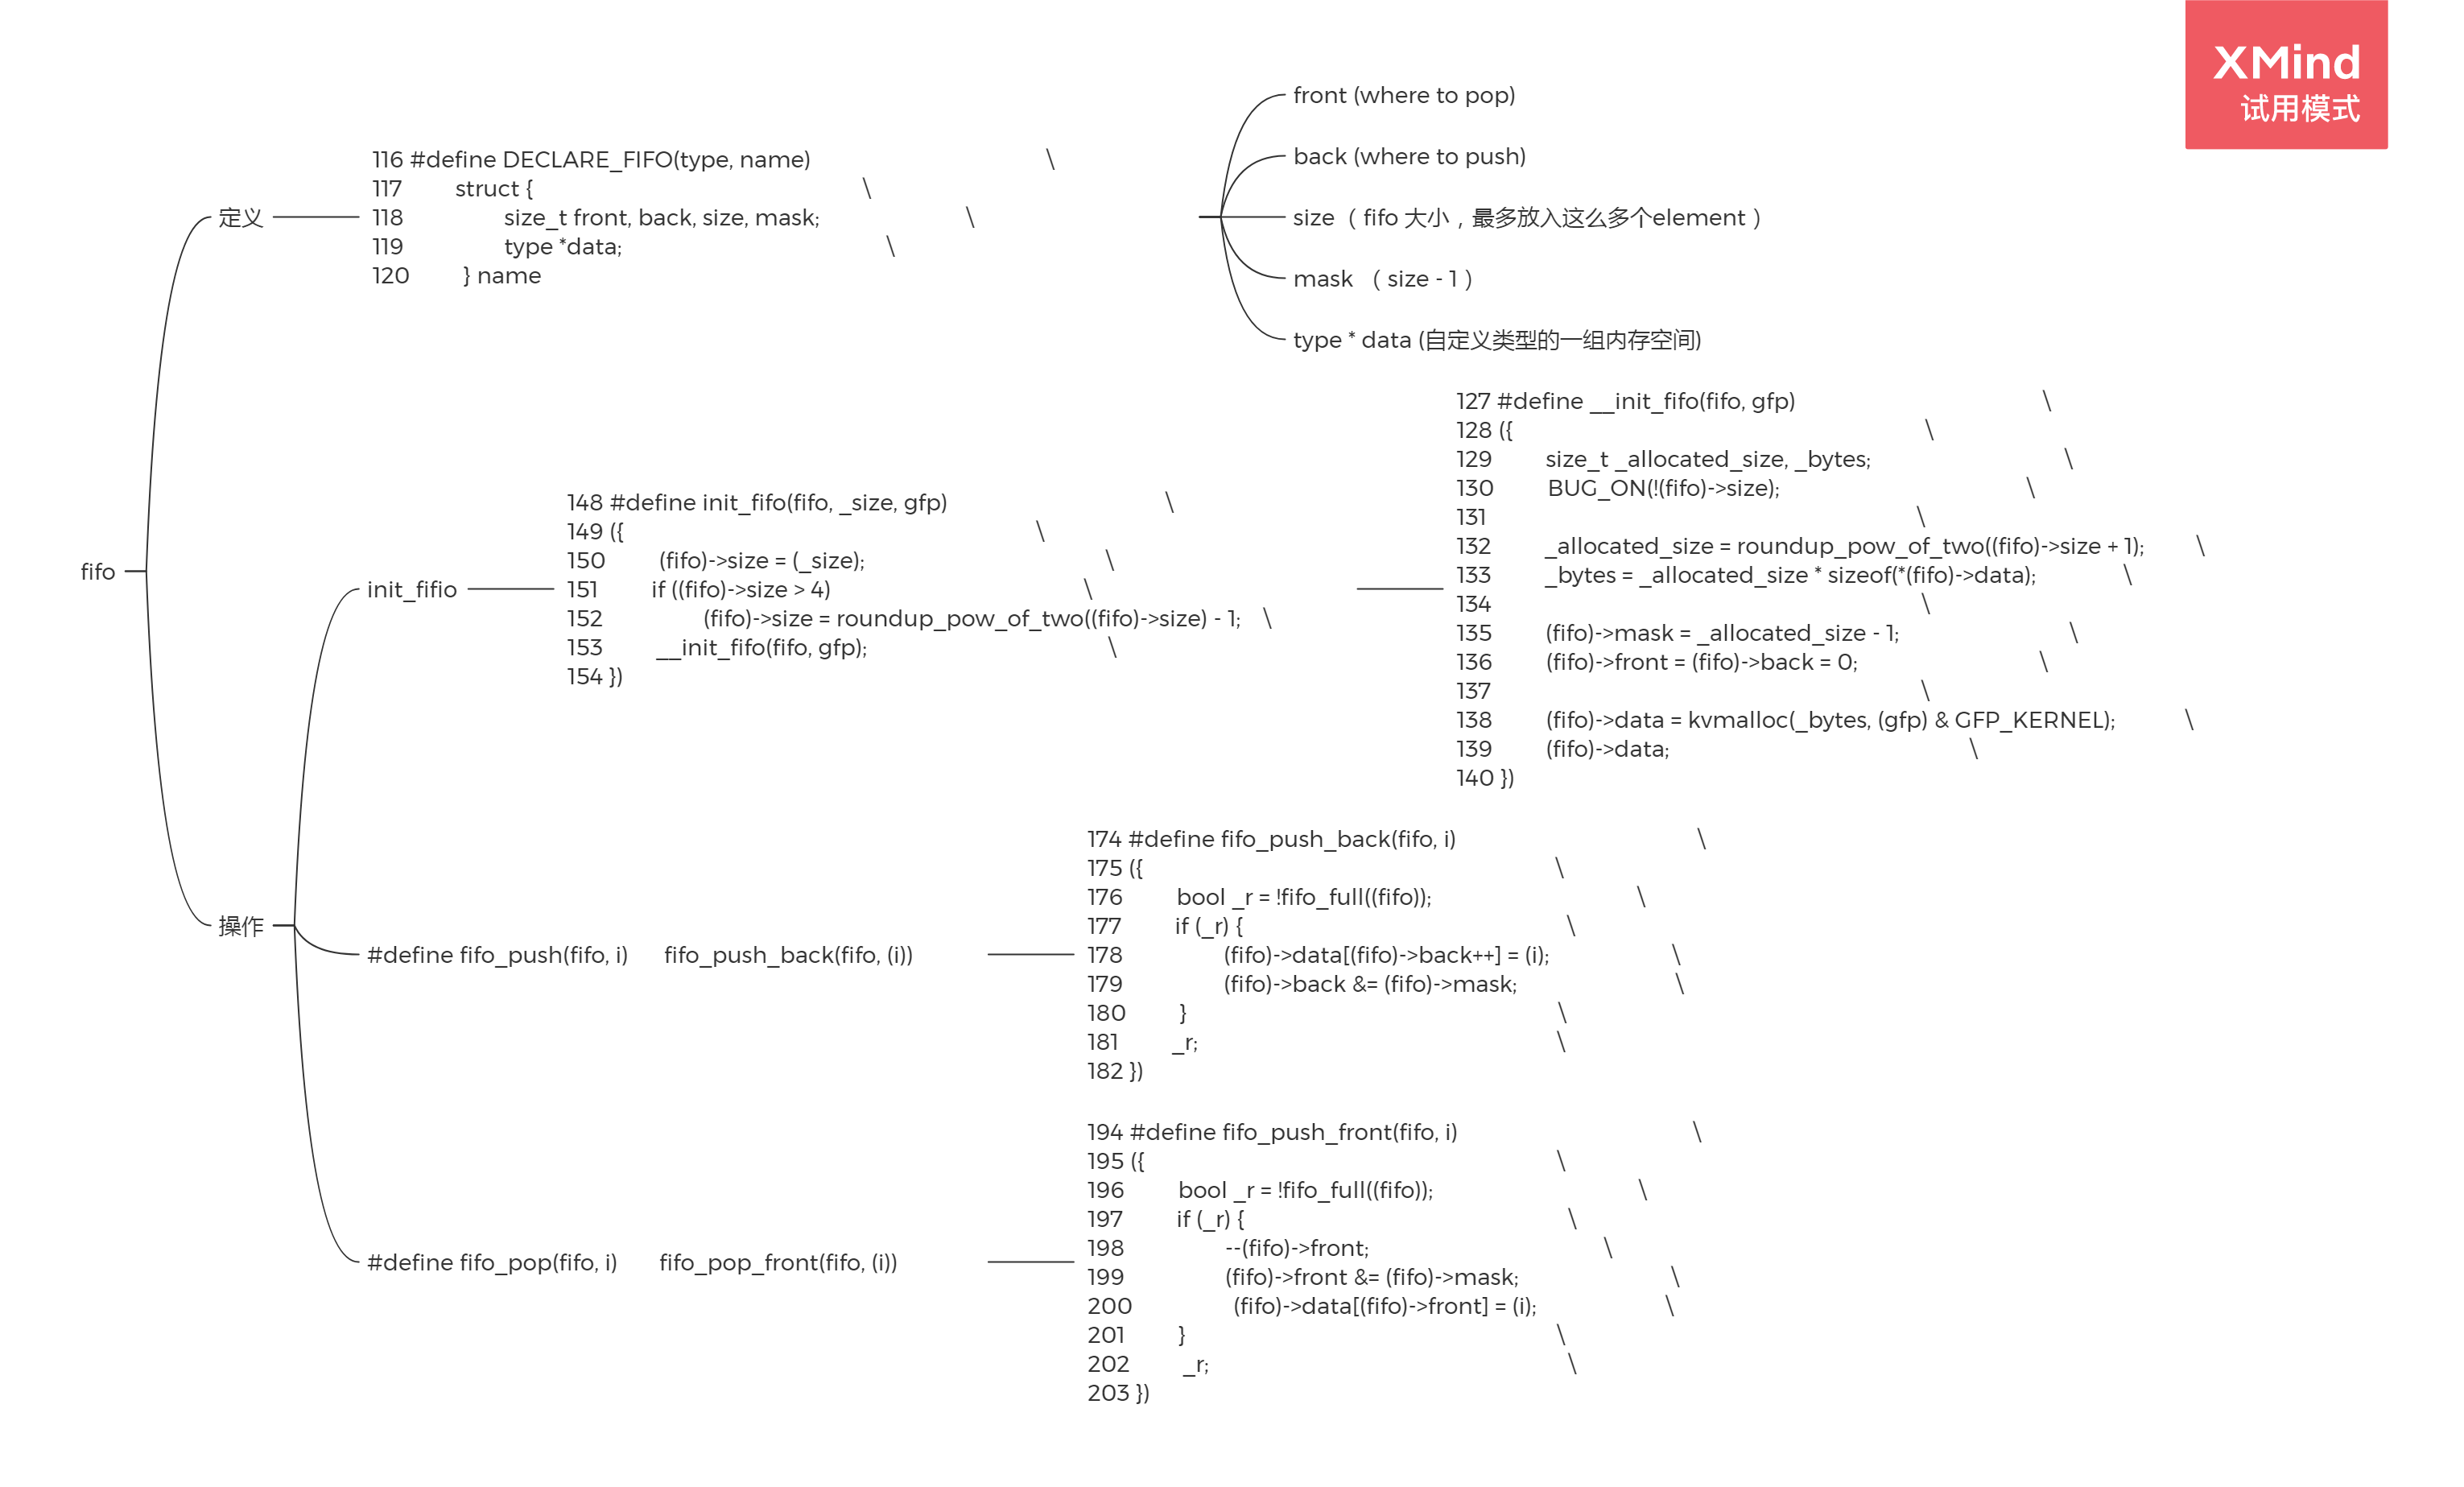 XMind
试用模式
fifo
定义
116 #define DECLARE_FIFO(type, name) \
117 struct { \
118 size_t front, back, size, mask; \
119 type *data; \
120 } name
front (where to pop)
back (where to push)
size（ fifo 大小，最多放入这么多个element ）
mask （ size - 1 ）
type * data (自定义类型的一组内存空间)
操作
init_fifio
148 #define init_fifo(fifo, _size, gfp) \
149 ({ \
150 (fifo)->size = (_size); \
151 if ((fifo)->size > 4) \
152 (fifo)->size = roundup_pow_of_two((fifo)->size) - 1; \
153 __init_fifo(fifo, gfp); \
154 })
127 #define __init_fifo(fifo, gfp) \
128 ({ \
129 size_t _allocated_size, _bytes; \
130 BUG_ON(!(fifo)->size); \
131 \
132 _allocated_size = roundup_pow_of_two((fifo)->size + 1); \
133 _bytes = _allocated_size * sizeof(*(fifo)->data); \
134 \
135 (fifo)->mask = _allocated_size - 1; \
136 (fifo)->front = (fifo)->back = 0; \
137 \
138 (fifo)->data = kvmalloc(_bytes, (gfp) & GFP_KERNEL); \
139 (fifo)->data; \
140 })
#define fifo_push(fifo, i) fifo_push_back(fifo, (i))
174 #define fifo_push_back(fifo, i) \
175 ({ \
176 bool _r = !fifo_full((fifo)); \
177 if (_r) { \
178 (fifo)->data[(fifo)->back++] = (i); \
179 (fifo)->back &= (fifo)->mask; \
180 } \
181 _r; \
182 })
#define fifo_pop(fifo, i) fifo_pop_front(fifo, (i))
194 #define fifo_push_front(fifo, i) \
195 ({ \
196 bool _r = !fifo_full((fifo)); \
197 if (_r) { \
198 --(fifo)->front; \
199 (fifo)->front &= (fifo)->mask; \
200 (fifo)->data[(fifo)->front] = (i); \
201 } \
202 _r; \
203 })